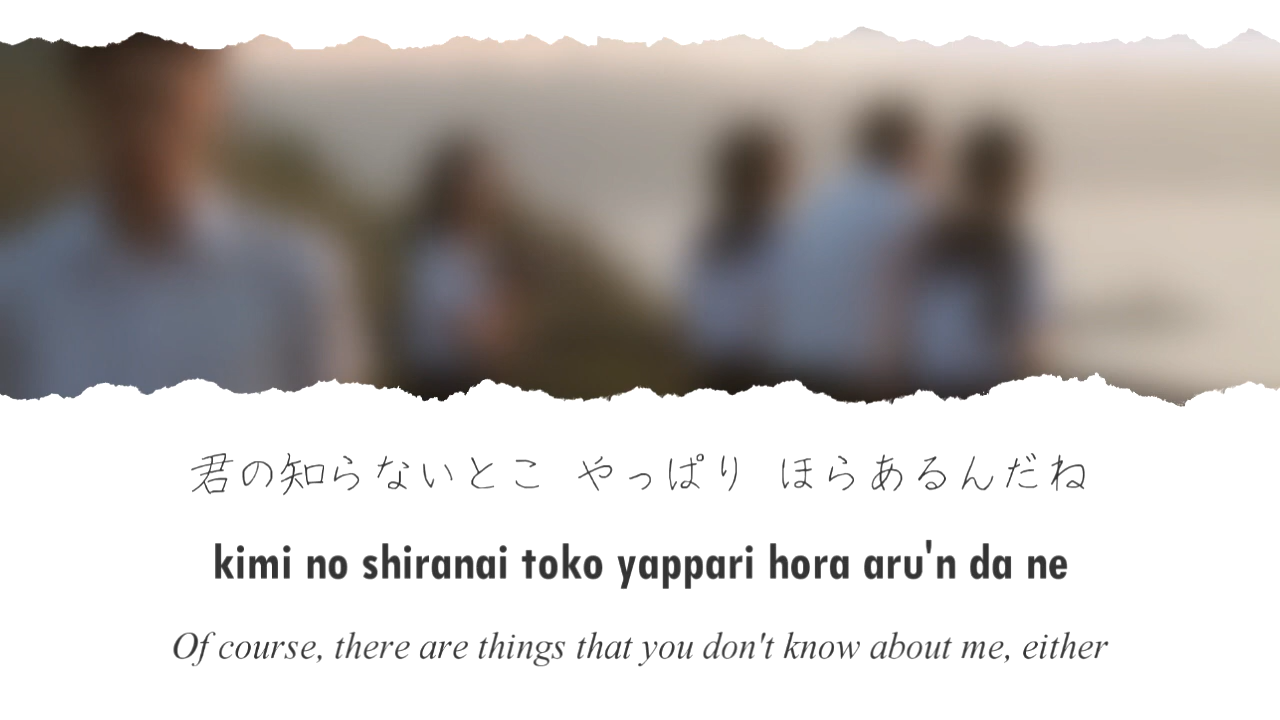 君の知らないとこ やっぱり ほらあるんだね
kimi no shiranai toko yappari hora aru'n da ne
Of course, there are things that you don't know about me, either